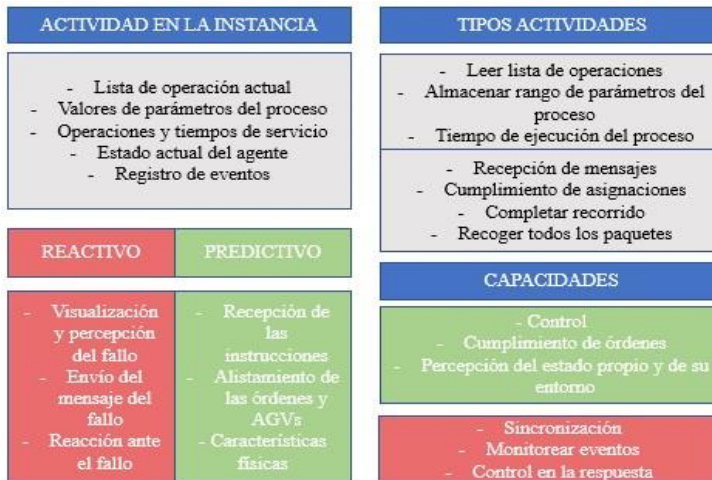 ACTIVIDAD EN LA INSTANCIA
- Lista de operación actual
- Valores de parámetros del proceso
- Operaciones y tiempos de servicio
- Estado actual del agente
- Registro de eventos
REACTIVO
PREDICTIVO
- Visualización
y percepción
del fallo
- Envío del
mensaje del
fallo
- Reacción ante
el fallo
- Recepción de
las
instrucciones
- Alistamiento de
las órdenes y
AGVs
- Características
físicas
TIPOS ACTIVIDADES
- Leer lista de operaciones
- Almacenar rango de parámetros del
proceso
- Tiempo de ejecución del proceso
- Recepción de mensajes
- Cumplimiento de asignaciones
- Completar recorrido
- Recoger todos los paquetes
CAPACIDADES
- Control
- Cumplimiento de órdenes
- Percepción del estado propio y de su
entorno
- Sincronización
- Monitorear eventos
- Control en la respuesta